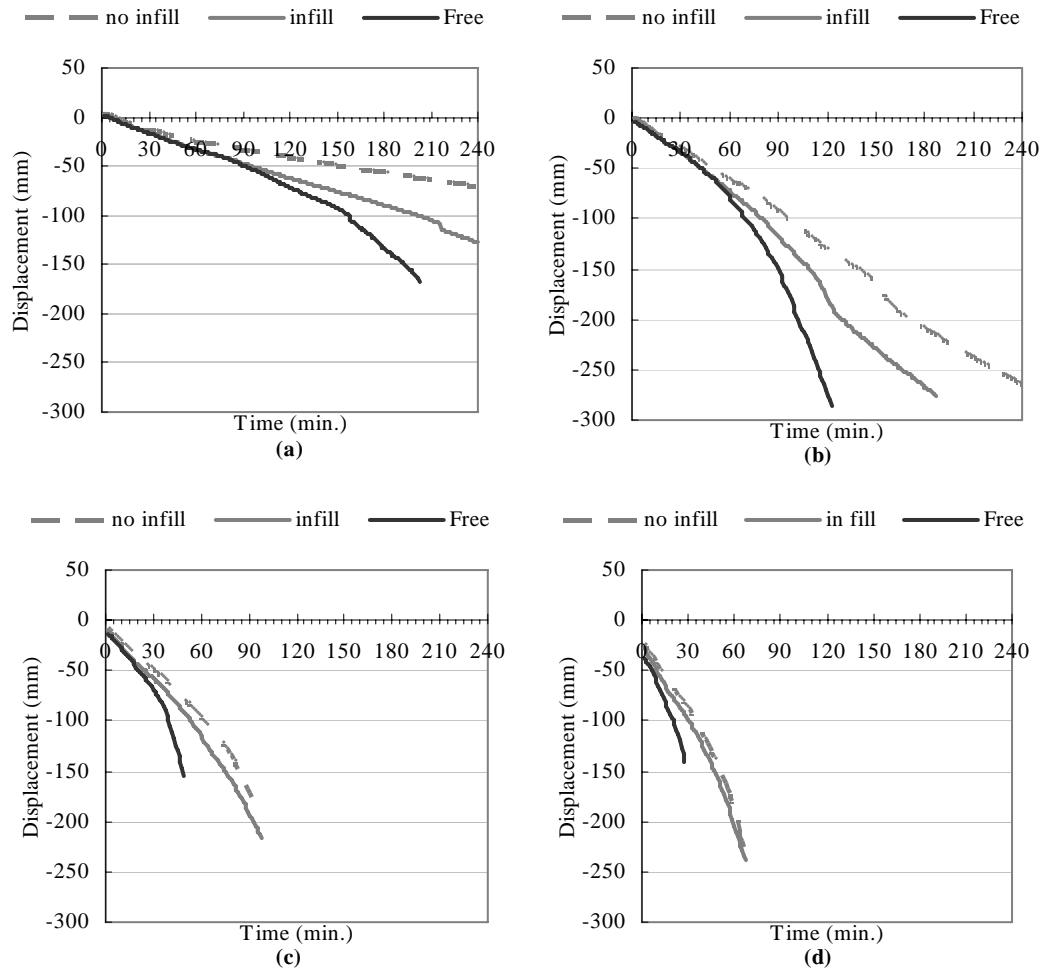 no infill infill Free
50
0
0 30 60 90 120 150 180 210 240
-50
-100
-150
-200
-250
-300
Displacement (mm)
Time (min.)
(a)
no infill infill Free
50
0
0 30 60 90 120 150 180 210 240
-50
-100
-150
-200
-250
-300
Displacement (mm)
Time (min.)
(b)
no infill infill Free
50
0
0 30 60 90 120 150 180 210 240
-50
-100
-150
-200
-250
-300
Displacement (mm)
Time (min.)
(c)
no infill in fill Free
50
0
0 30 60 90 120 150 180 210 240
-50
-100
-150
-200
-250
-300
Displacement (mm)
Time (min.)
(d)